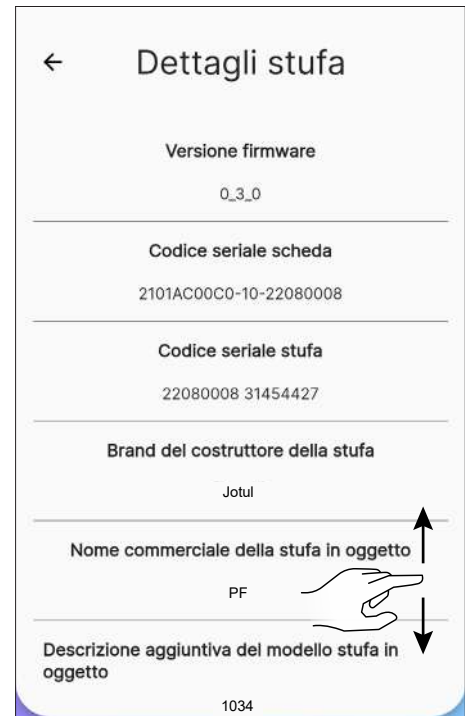 Dettagli stufa
Versione firmware
0_3_0
Codice seriale scheda
2101AC00C0-10-22080008
Codice seriale stufa
22080008 31454427
Brand del costruttore della stufa
Jotul
Nome commerciale della stufa in oggetto
PF
Descrizione aggiuntiva del modello stufa in
oggetto
1034